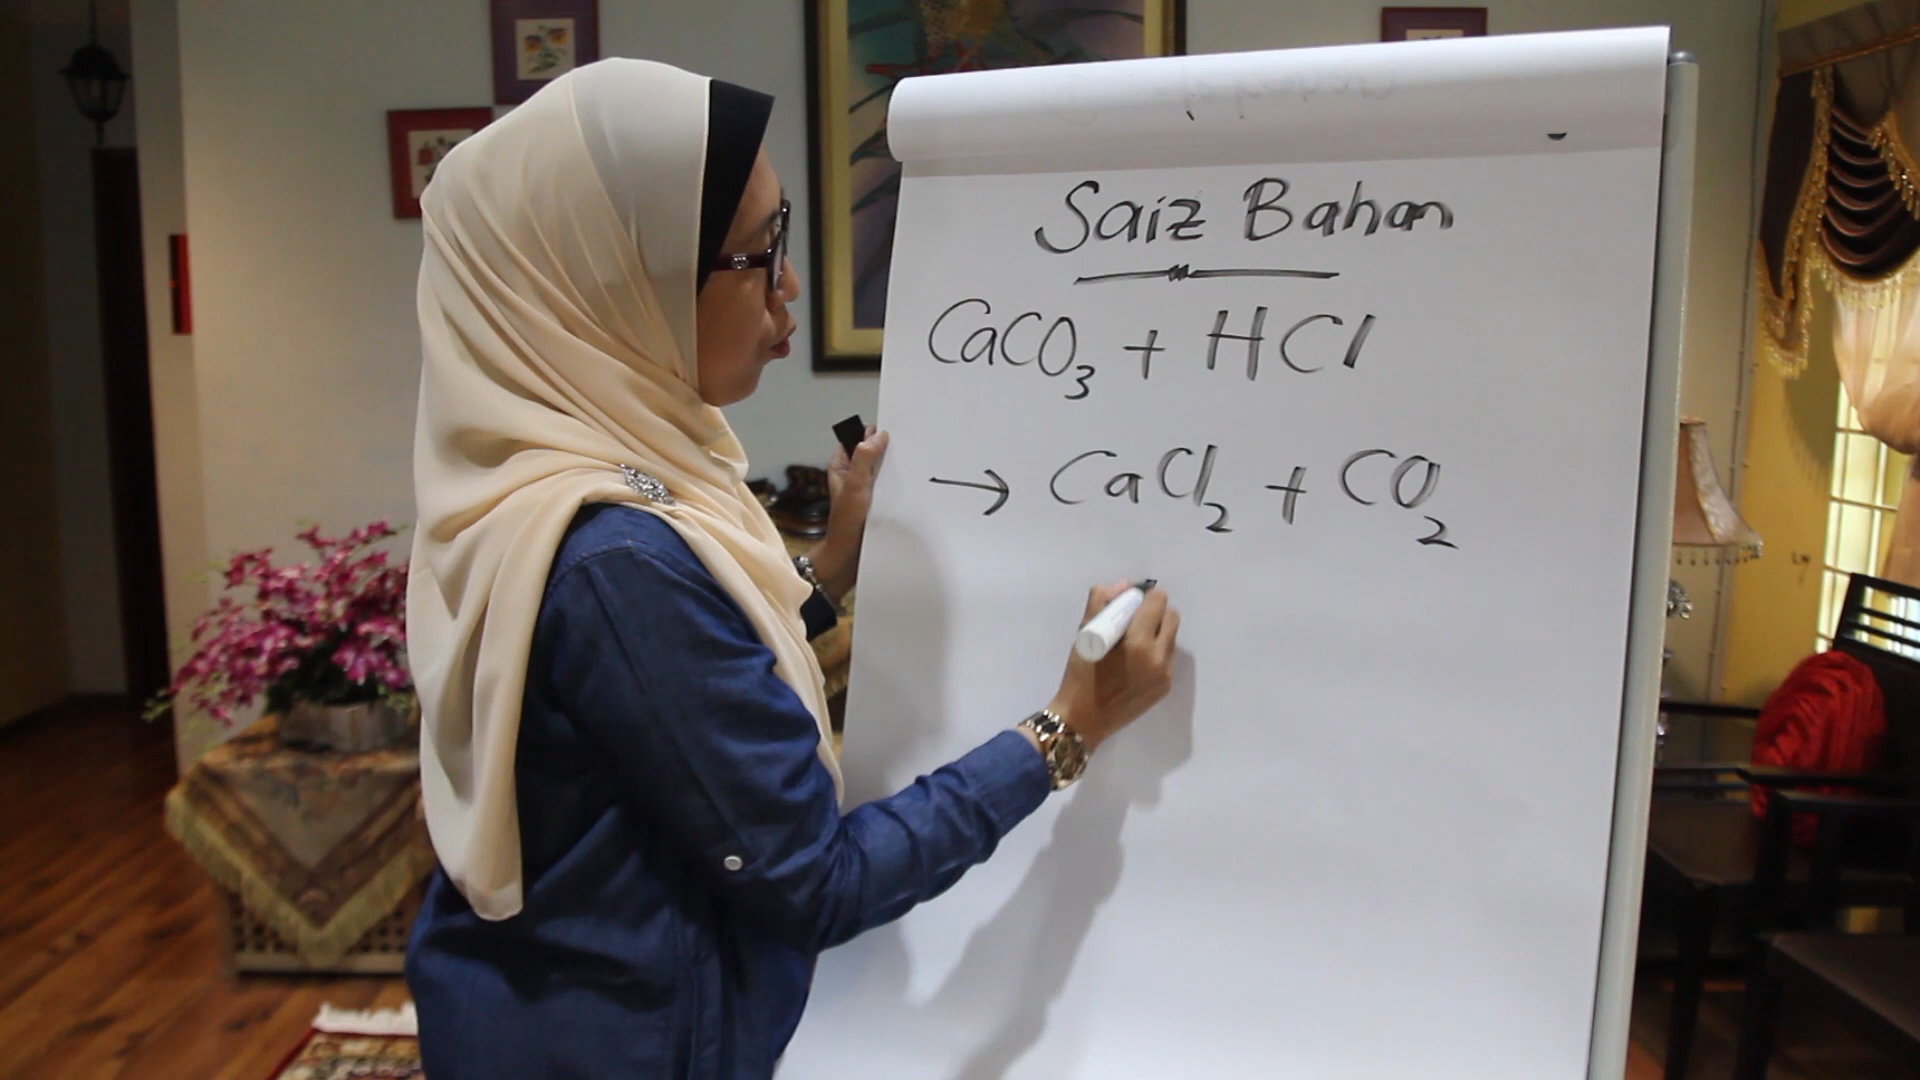 Saiz Bahan
CaCO₃ + HCl
→ CaCl₂ + CO₂